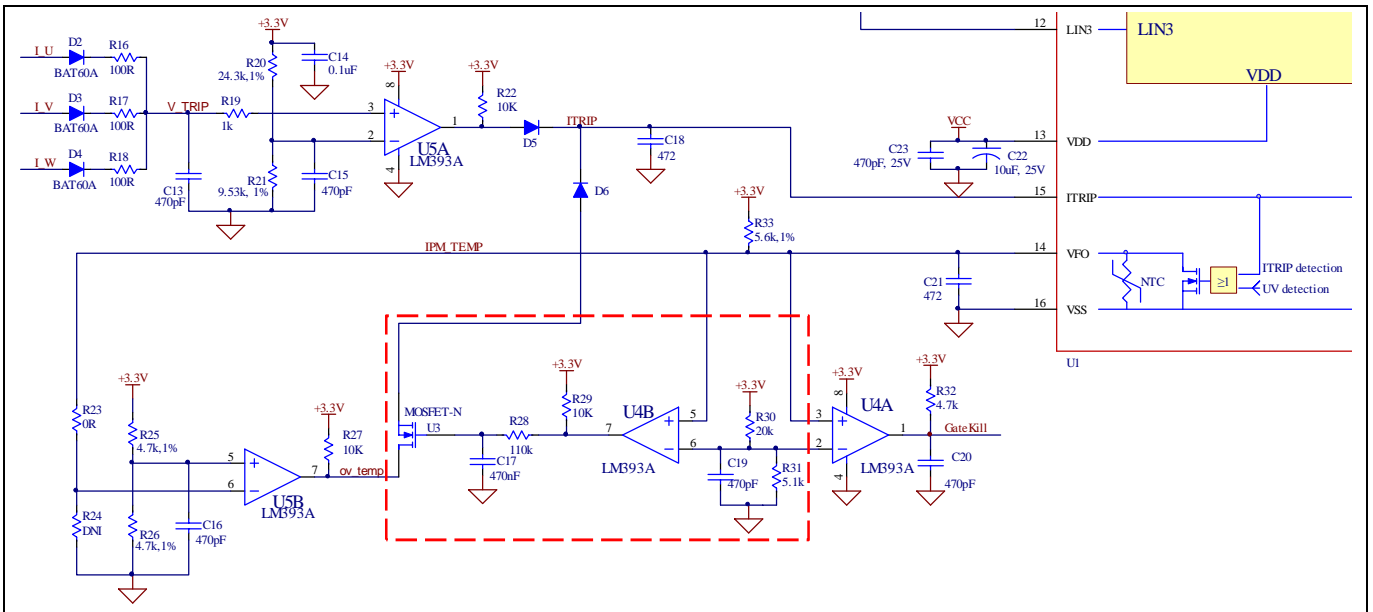 I_U
D2
BAT60A
R16
100R
I_V
D3
BAT60A
R17
100R
I_W
D4
BAT60A
R18
100R
V_TRIP
C13
470pF
R19
1k
+3.3V
R20
24.3k,1%
C14
0.1uF
R21
9.53k, 1%
C15
470pF
+3.3V
8
3
2
1
4
U5A
LM393A
+3.3V
R22
10K
D5
ITRIP
C18
472
D6
12
LIN3
LIN3
VDD
VCC
C23
470pF, 25V
C22
10uF, 25V
13
VDD
15
ITRIP
+3.3V
R33
5.6k,1%
IPM_TEMP
14
VFO
C21
472
16
VSS
NTC
≥1
ITRIP detection
UV detection
U1
R23
0R
R24
DNI
+3.3V
R25
4.7k,1%
R26
4.7k,1%
C16
470pF
5
6
7
U5B
LM393A
+3.3V
R27
10K
ov_temp
MOSFET-N
U3
C17
470nF
R28
110k
+3.3V
R29
10K
7
U4B
5
6
LM393A
+3.3V
R30
20k
C19
470pF
R31
5.1k
+3.3V
8
3
2
1
4
U4A
LM393A
+3.3V
R32
4.7k
GateKill
C20
470pF